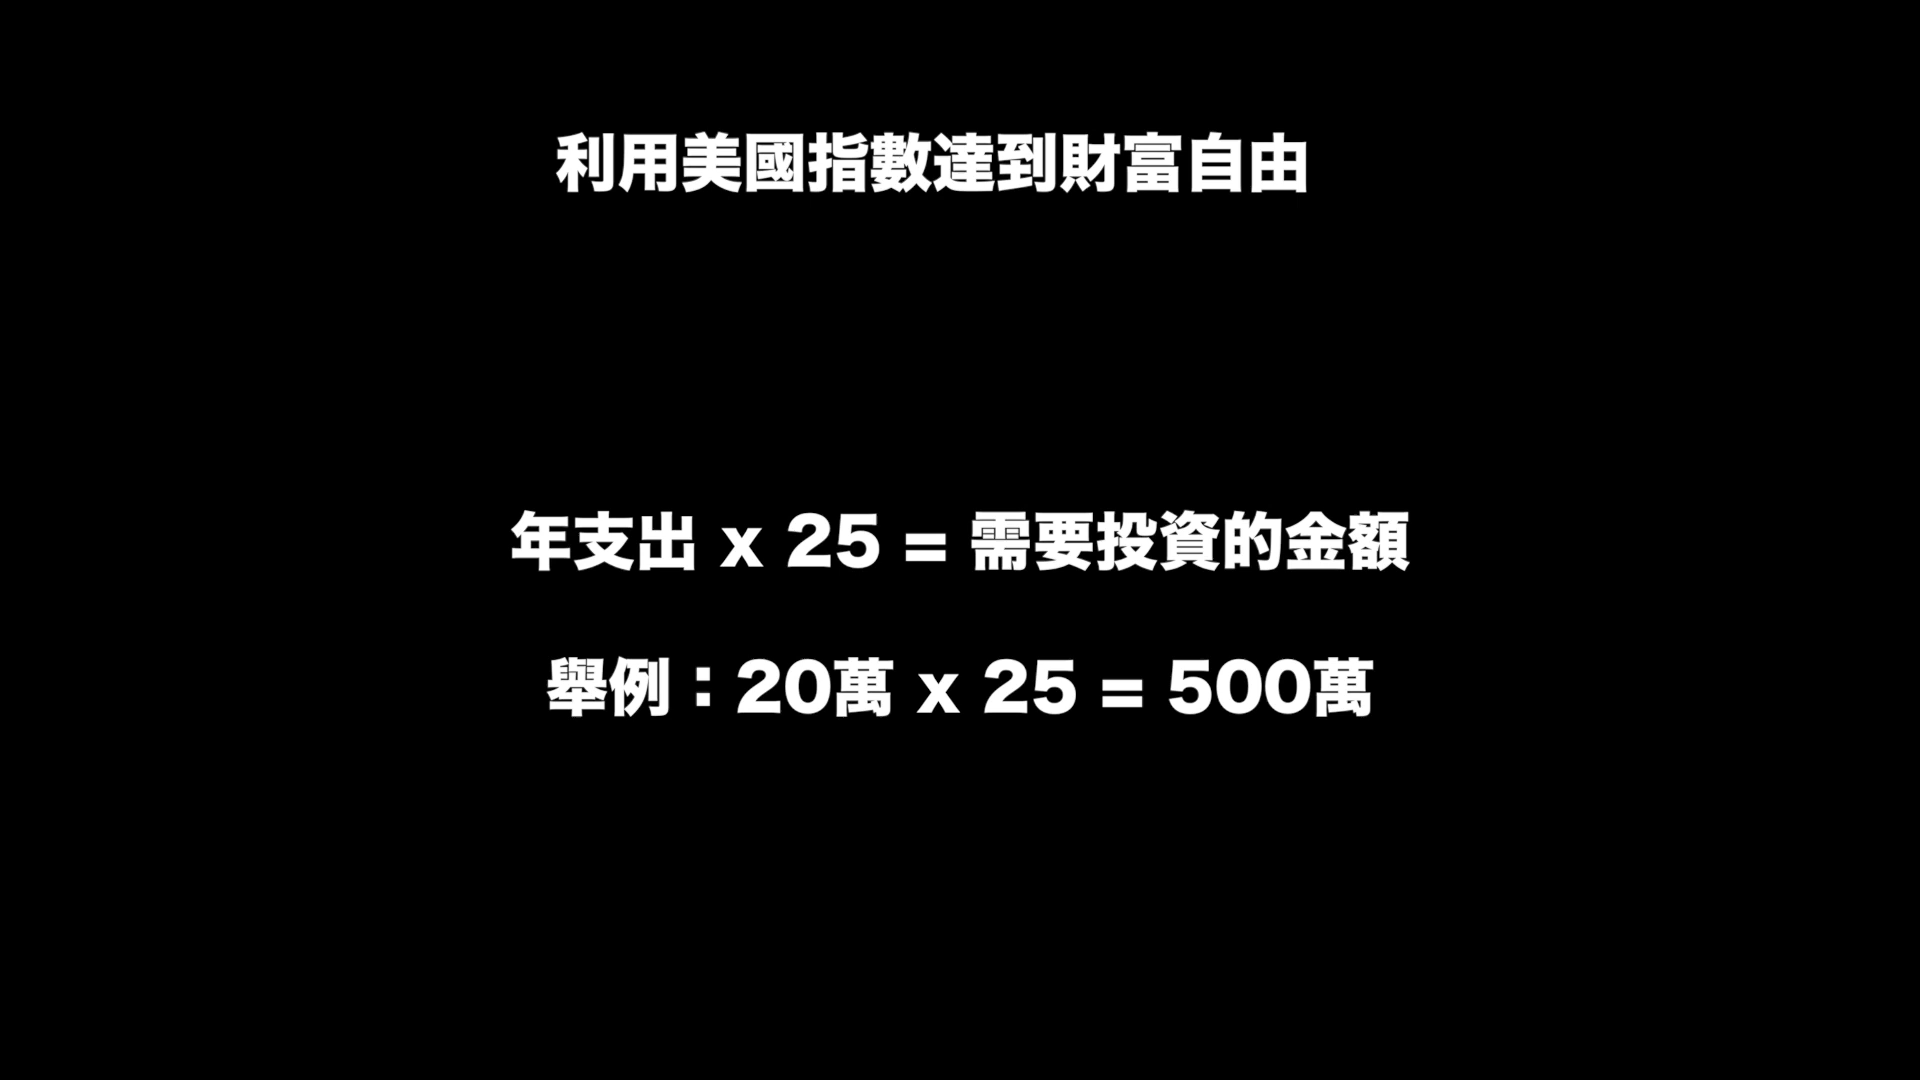 利用美國指數達到財富自由
年支出 x 25 = 需要投資的金額
舉例：20萬 x 25 = 500萬